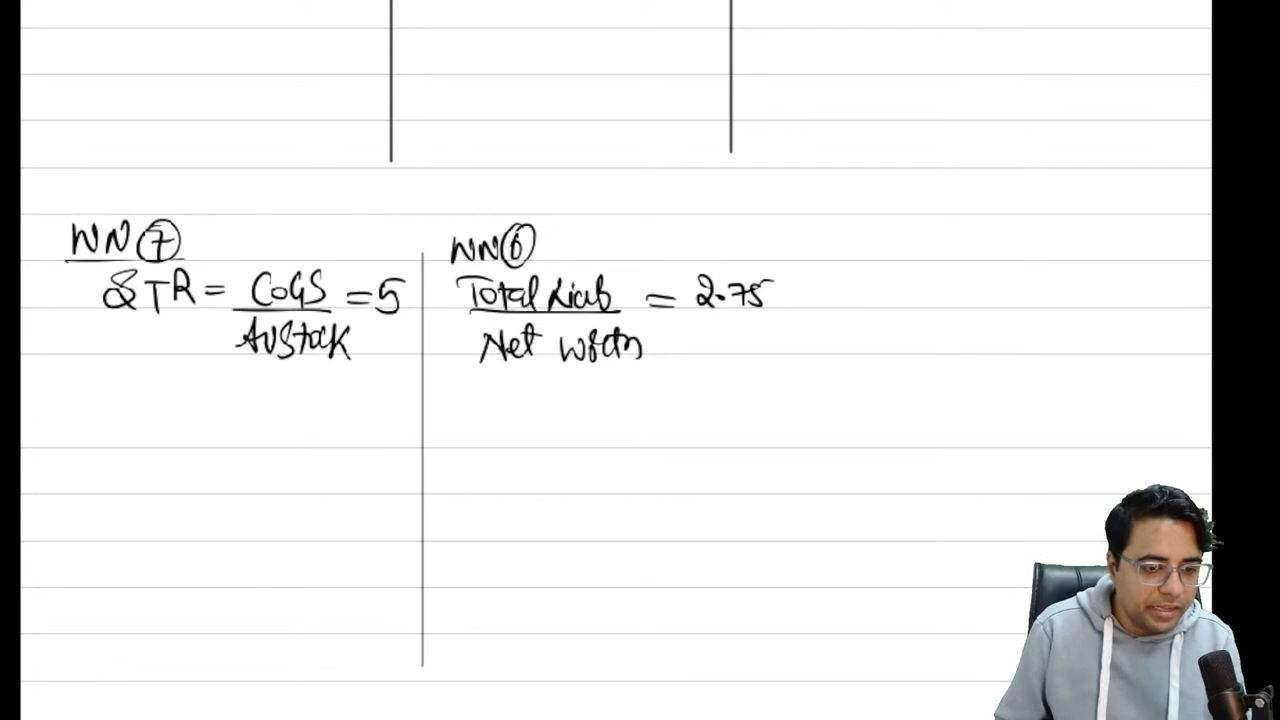 WN 7
STR = COGS = 5
AvStock
WN 6
Total Liab = 2.75
Net Worth